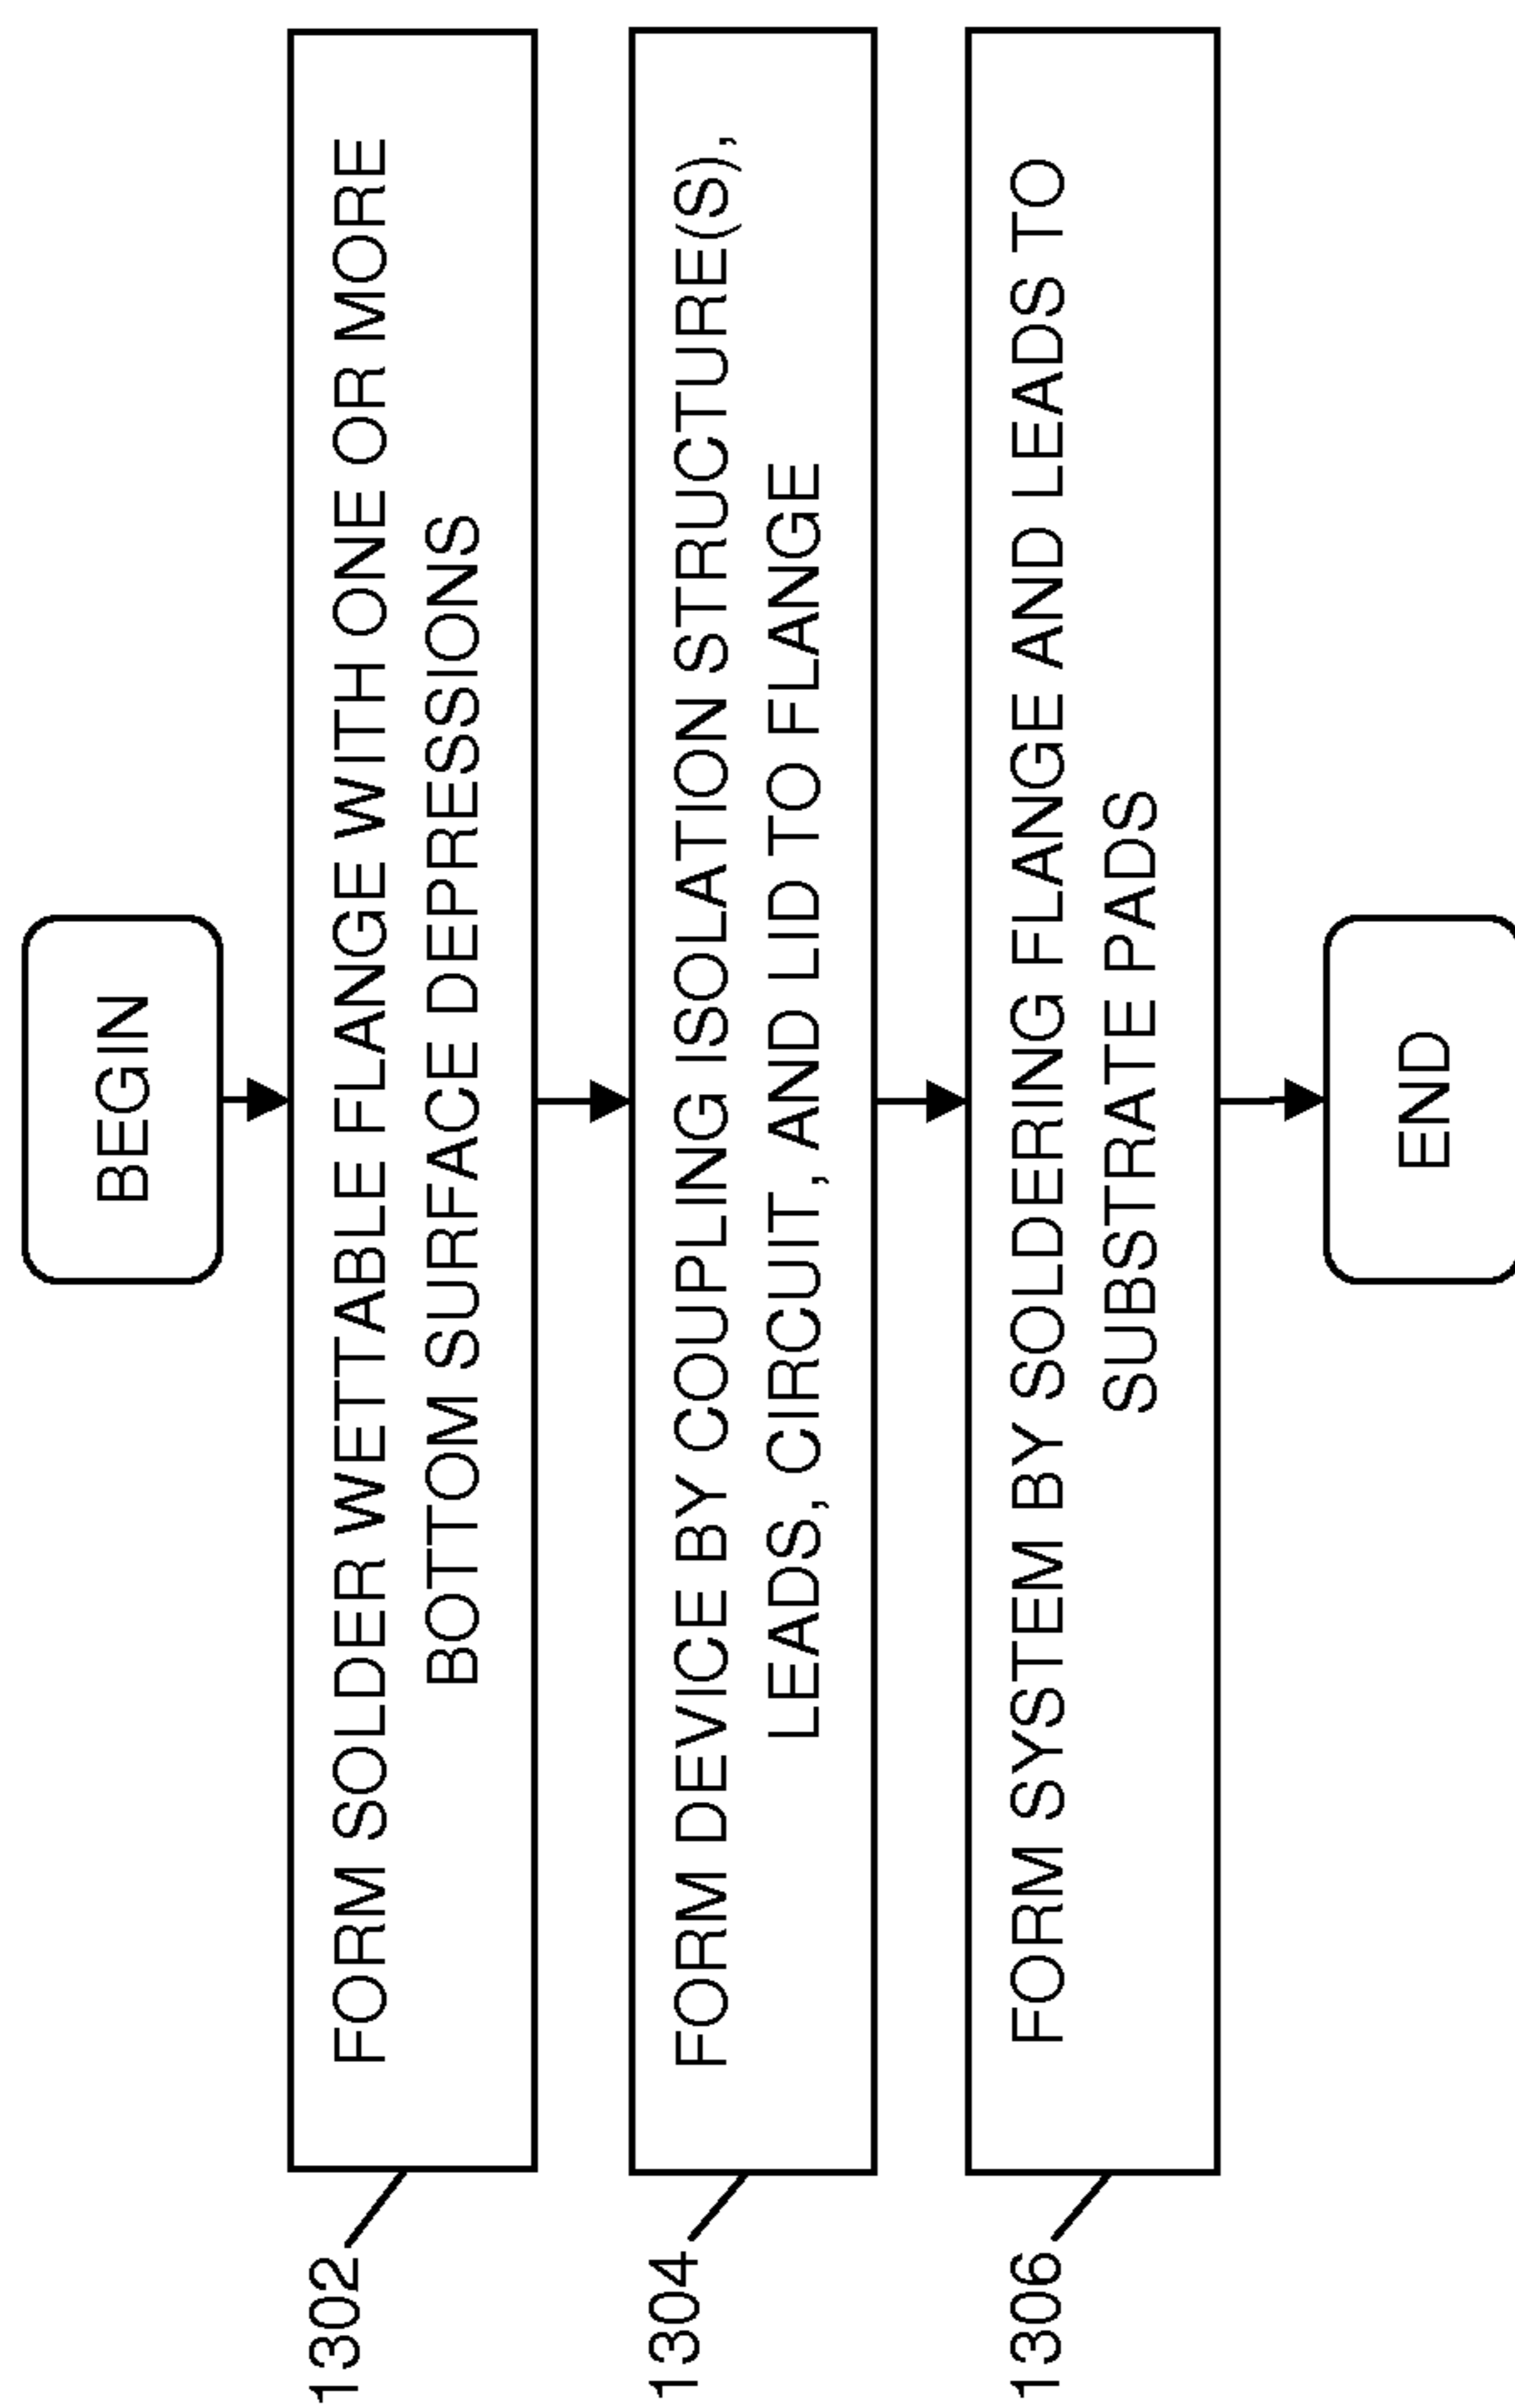 BEGIN
1302
FORM SOLDER WETTABLE FLANGE WITH ONE OR MORE
BOTTOM SURFACE DEPRESSIONS
1304
FORM DEVICE BY COUPLING ISOLATION STRUCTURE(S),
LEADS, CIRCUIT, AND LID TO FLANGE
1306
FORM SYSTEM BY SOLDERING FLANGE AND LEADS TO
SUBSTRATE PADS
END